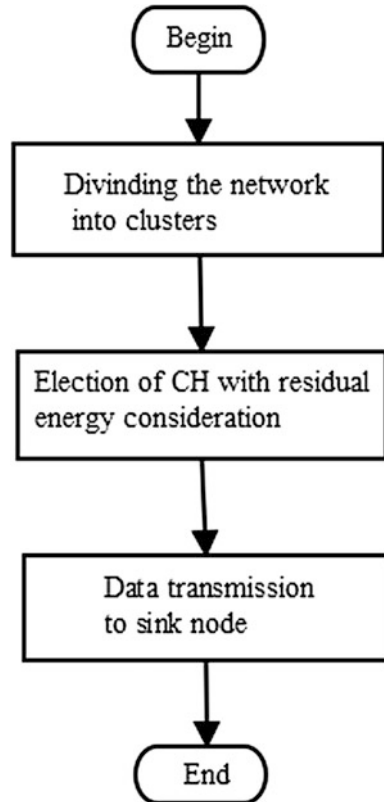 Begin
Divinding the network
into clusters
Election of CH with residual
energy consideration
Data transmission
to sink node
End